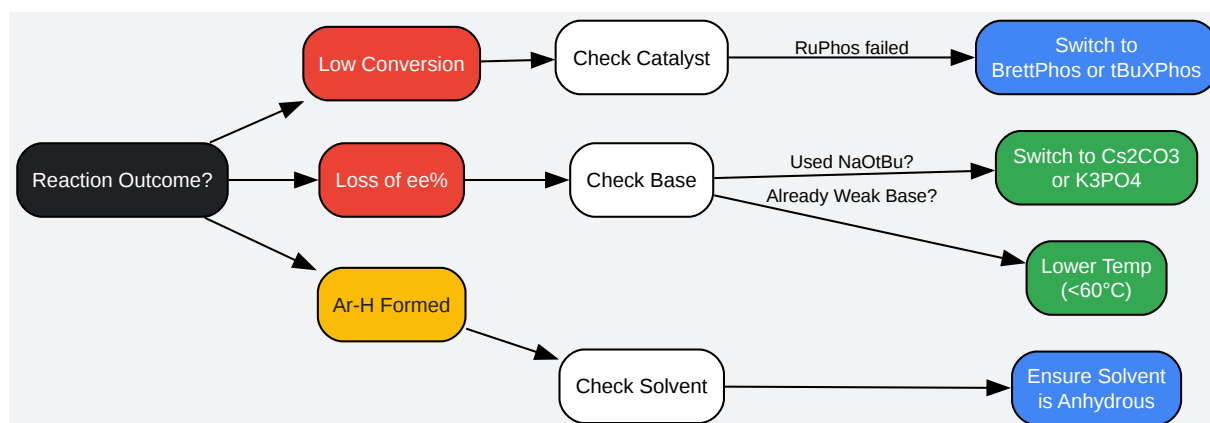 Reaction Outcome?
Low Conversion
Check Catalyst
RuPhos failed
Switch to
BrettPhos or tBuXPhos
Loss of ee%
Check Base
Used NaOtBu?
Switch to Cs2CO3
or K3PO4
Already Weak Base?
Lower Temp
(<60°C)
Ar-H Formed
Check Solvent
Ensure Solvent
is Anhydrous